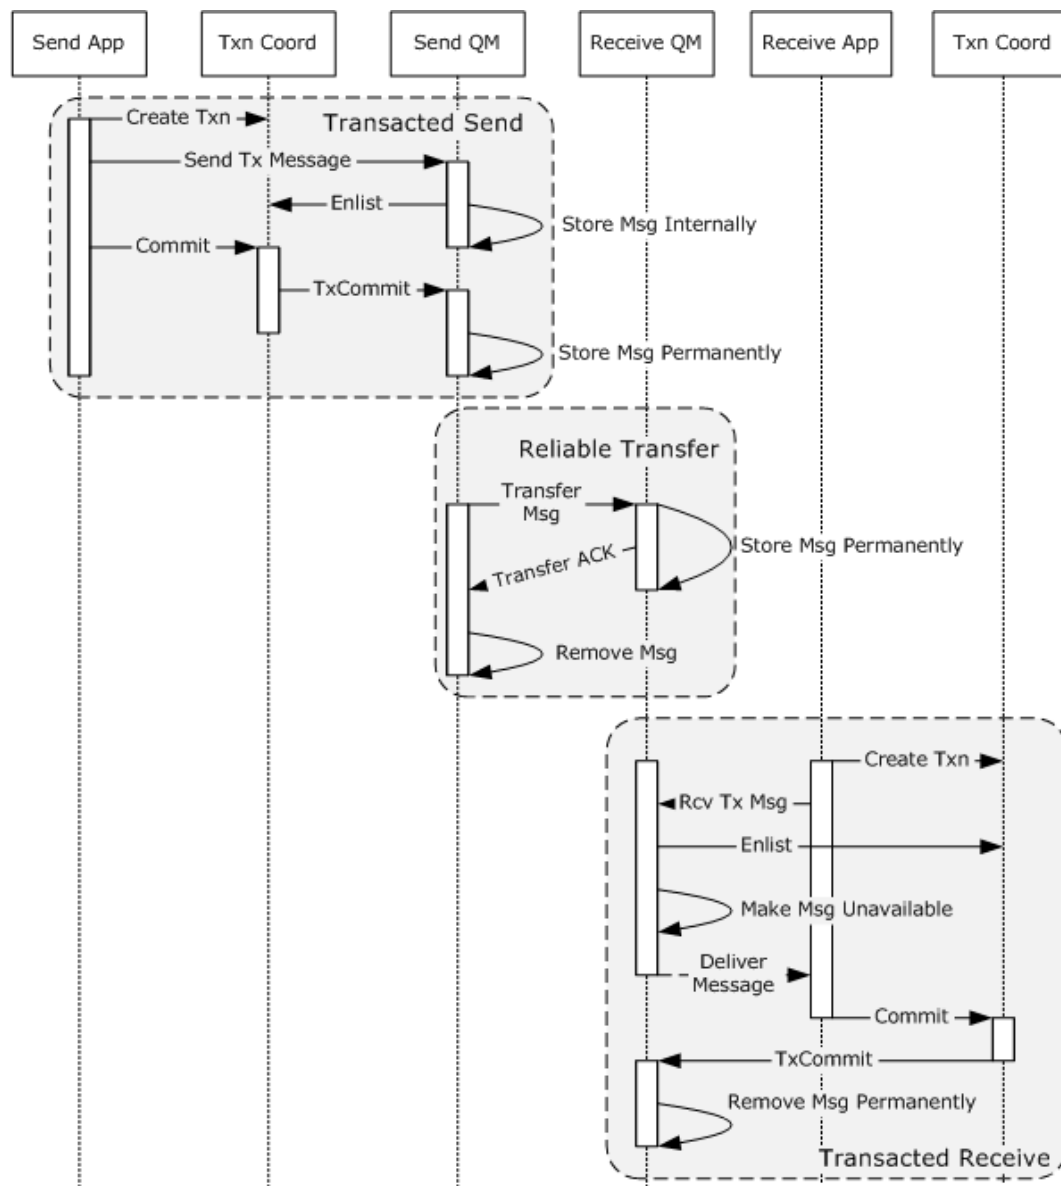 Send App
Txn Coord
Send QM
Receive QM
Receive App
Txn Coord
Create Txn
Transacted Send
Send Tx Message
Enlist
Store Msg Internally
Commit
TxCommit
Store Msg Permanently
Reliable Transfer
Transfer
Msg
Store Msg Permanently
Transfer ACK
Remove Msg
Create Txn
Rcv Tx Msg
Enlist
Make Msg Unavailable
Deliver
Message
Commit
TxCommit
Remove Msg Permanently
Transacted Receive